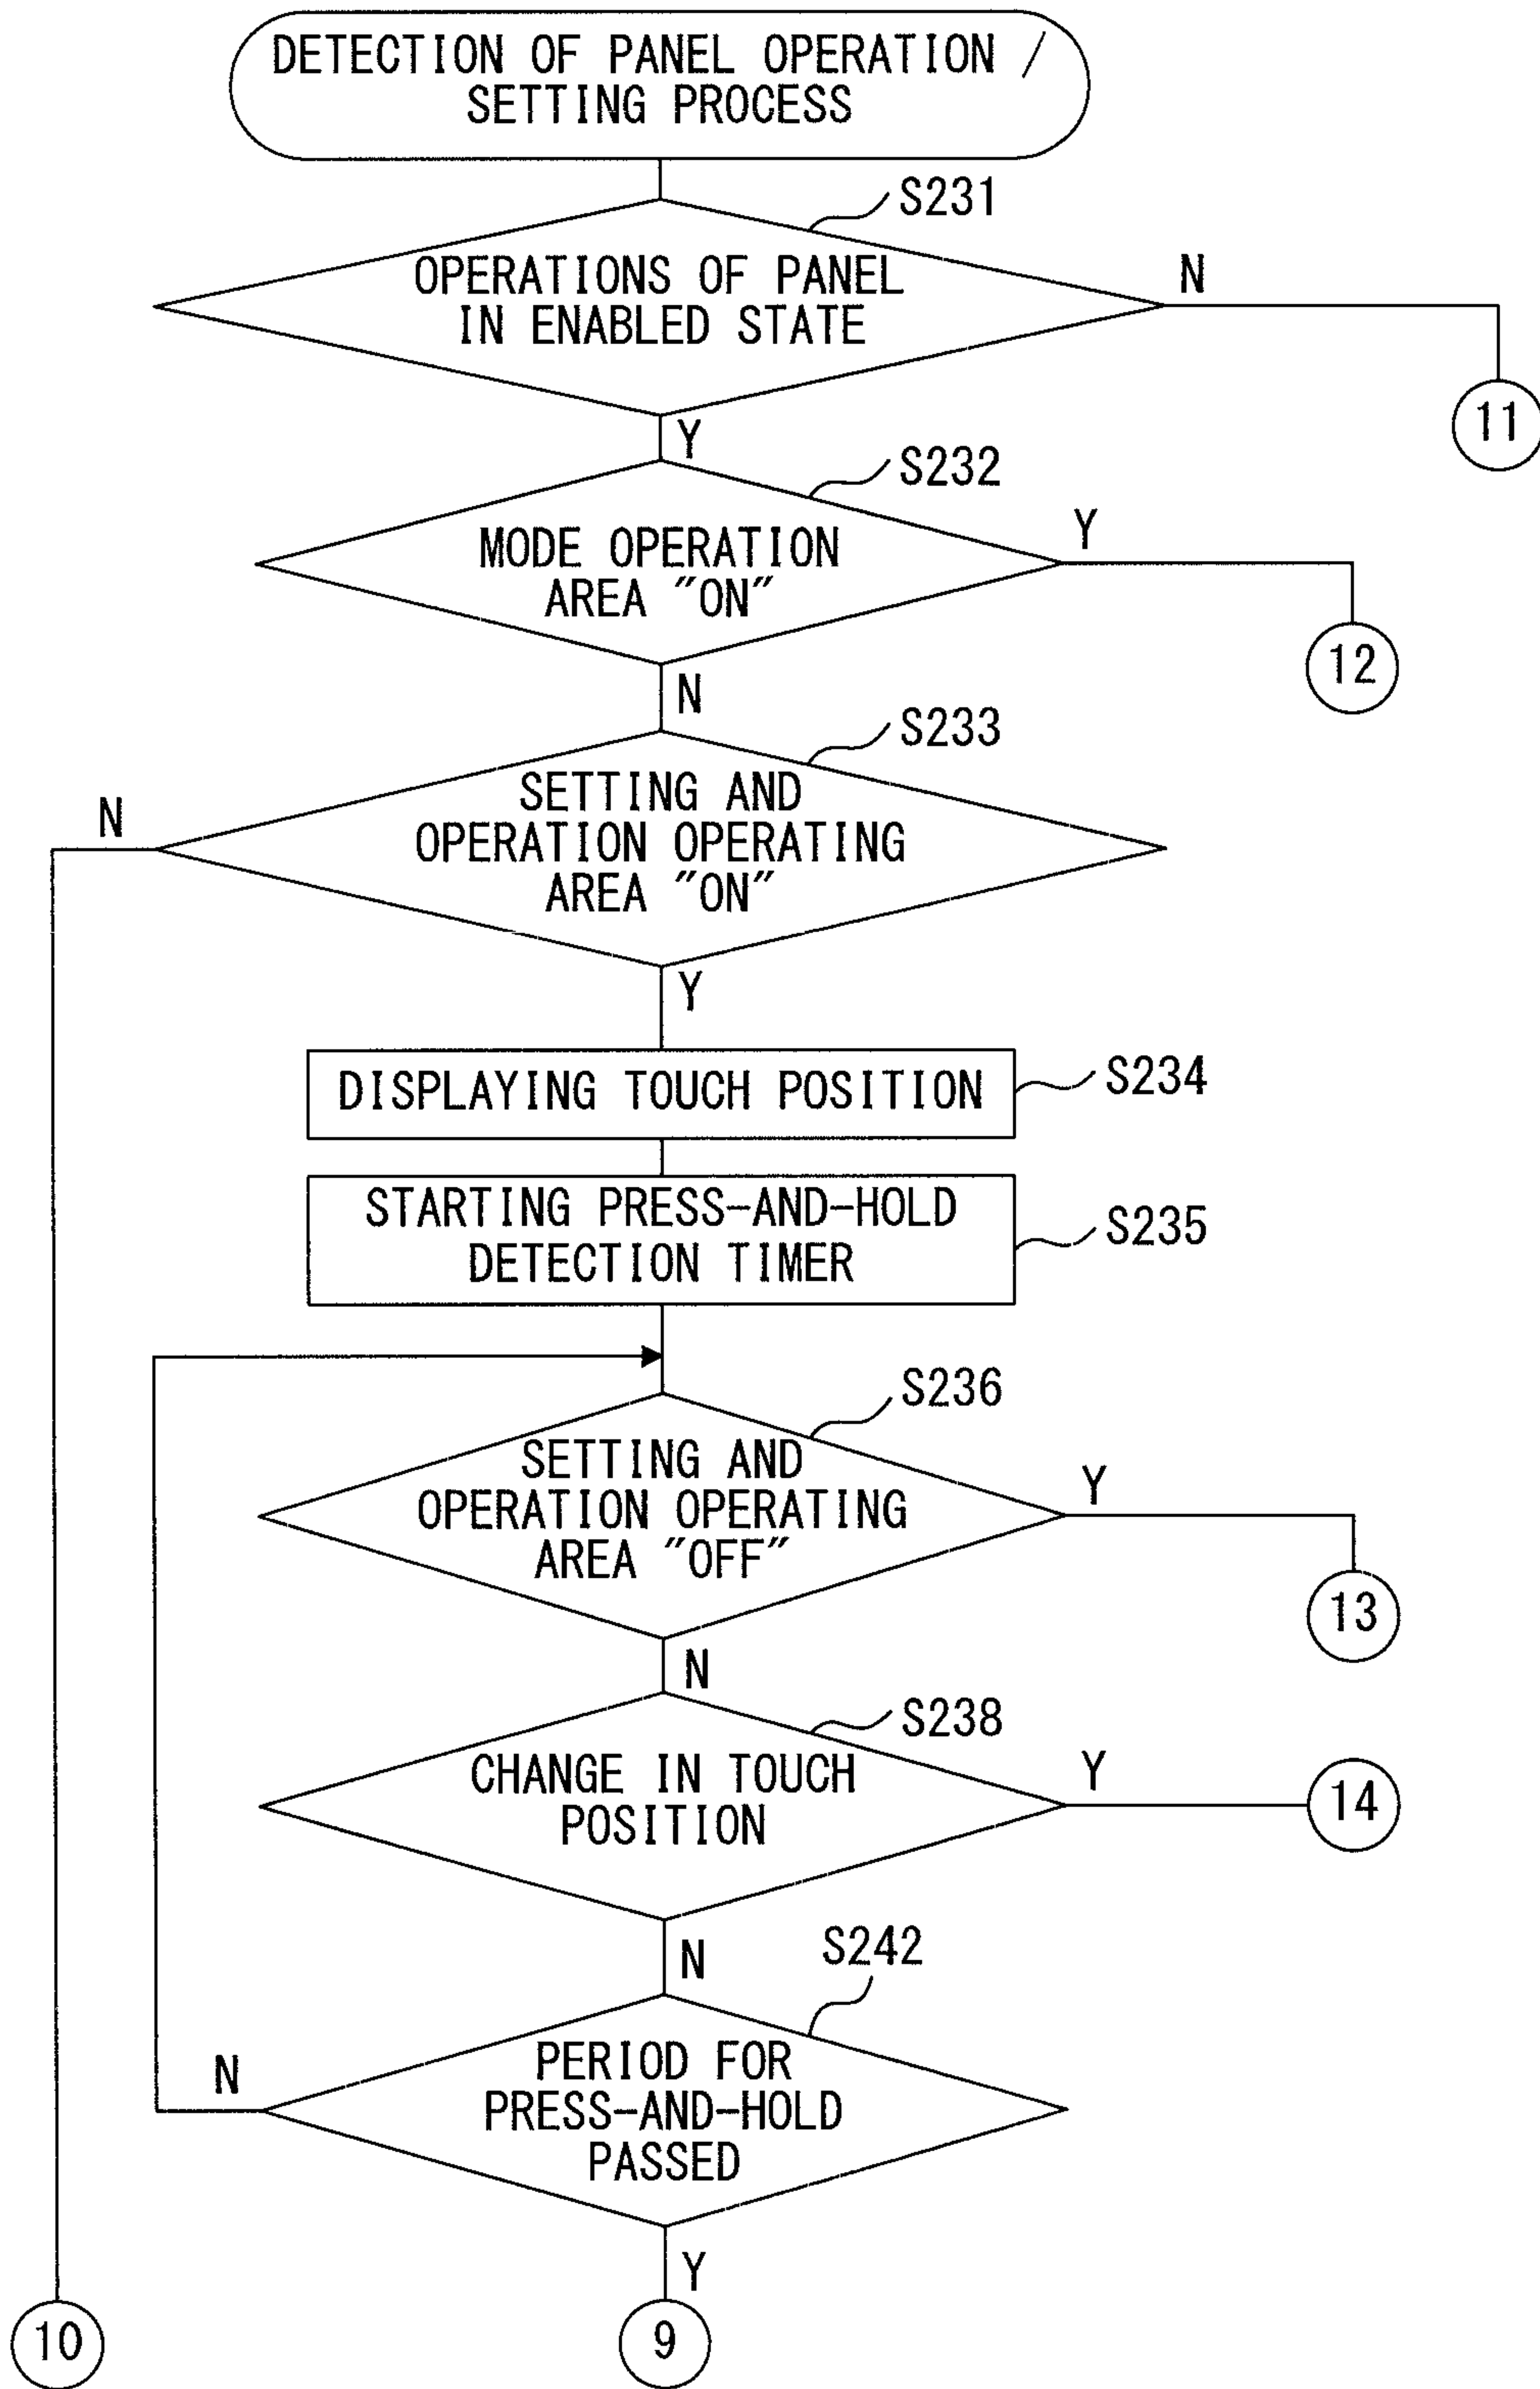 DETECTION OF PANEL OPERATION
SETTING PROCESS
S231
OPERATIONS OF PANEL
IN ENABLED STATE
N
11
Y
S232
MODE OPERATION
AREA "ON"
Y
12
N
S233
SETTING AND
OPERATION OPERATING
AREA "ON"
N
Y
DISPLAYING TOUCH POSITION
S234
STARTING PRESS-AND-HOLD
DETECTION TIMER
S235
S236
SETTING AND
OPERATION OPERATING
AREA "OFF"
Y
13
N
S238
CHANGE IN TOUCH
POSITION
Y
14
N
S242
PERIOD FOR
PRESS-AND-HOLD
PASSED
N
Y
10
9